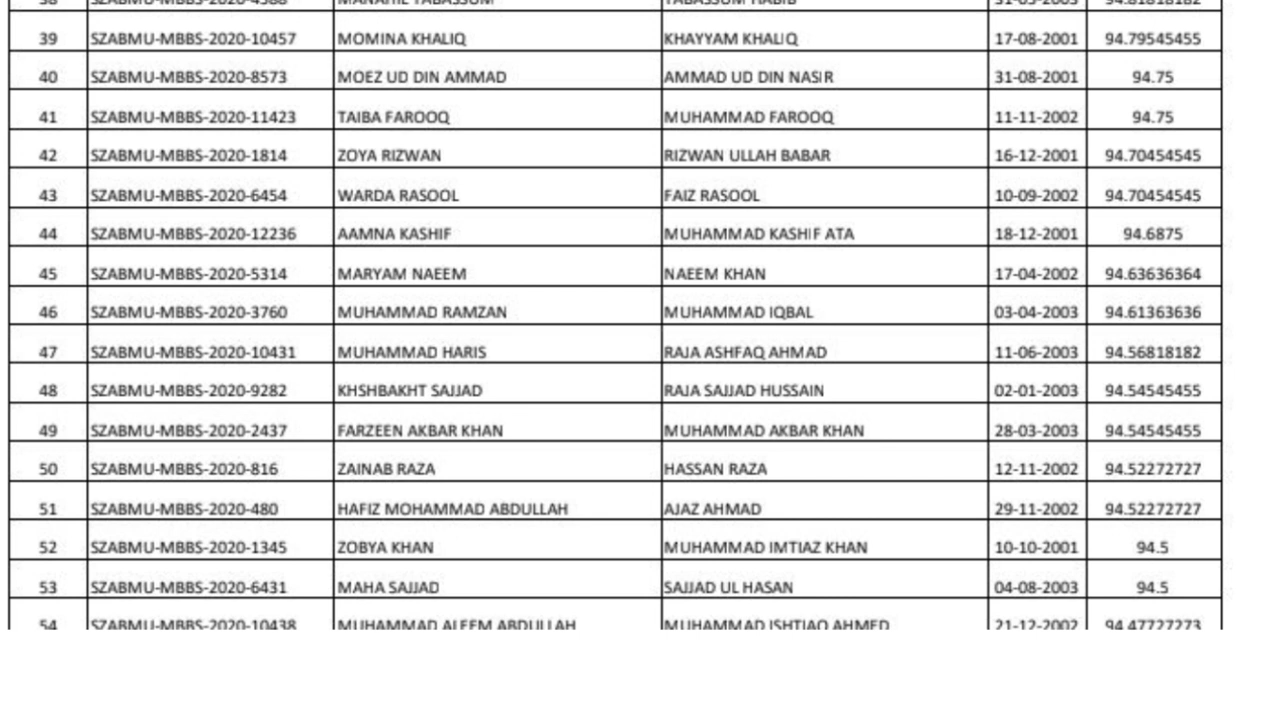 38 SZABMU-MBBS-2020-4588 MANAHIL TABASSUM TABASSUM HABIB 31-05-2003 94.81818182
39 SZABMU-MBBS-2020-10457 MOMINA KHALIQ KHAYYAM KHALIQ 17-08-2001 94.79545455
40 SZABMU-MBBS-2020-8573 MOEZ UD DIN AMMAD AMMAD UD DIN NASIR 31-08-2001 94.75
41 SZABMU-MBBS-2020-11423 TAIBA FAROOQ MUHAMMAD FAROOQ 11-11-2002 94.75
42 SZABMU-MBBS-2020-1814 ZOYA RIZWAN RIZWAN ULLAH BABAR 16-12-2001 94.70454545
43 SZABMU-MBBS-2020-6454 WARDA RASOOL FAIZ RASOOL 10-09-2002 94.70454545
44 SZABMU-MBBS-2020-12236 AAMNA KASHIF MUHAMMAD KASHIF ATA 18-12-2001 94.6875
45 SZABMU-MBBS-2020-5314 MARYAM NAEEM NAEEM KHAN 17-04-2002 94.63636364
46 SZABMU-MBBS-2020-3760 MUHAMMAD RAMZAN MUHAMMAD IQBAL 03-04-2003 94.61363636
47 SZABMU-MBBS-2020-10431 MUHAMMAD HARIS RAJA ASHFAQ AHMAD 11-06-2003 94.56818182
48 SZABMU-MBBS-2020-9282 KHSHBAKHT SAJJAD RAJA SAJJAD HUSSAIN 02-01-2003 94.54545455
49 SZABMU-MBBS-2020-2437 FARZEEN AKBAR KHAN MUHAMMAD AKBAR KHAN 28-03-2003 94.54545455
50 SZABMU-MBBS-2020-816 ZAINAB RAZA HASSAN RAZA 12-11-2002 94.52272727
51 SZABMU-MBBS-2020-480 HAFIZ MOHAMMAD ABDULLAH AJAZ AHMAD 29-11-2002 94.52272727
52 SZABMU-MBBS-2020-1345 ZOBYA KHAN MUHAMMAD IMTIAZ KHAN 10-10-2001 94.5
53 SZABMU-MBBS-2020-6431 MAHA SAJJAD SAJJAD UL HASAN 04-08-2003 94.5
54 SZABMU-MBBS-2020-10438 MUHAMMAD ALEEM ABDULLAH MUHAMMAD ISHTIAQ AHMED 21-12-2002 94.47727273